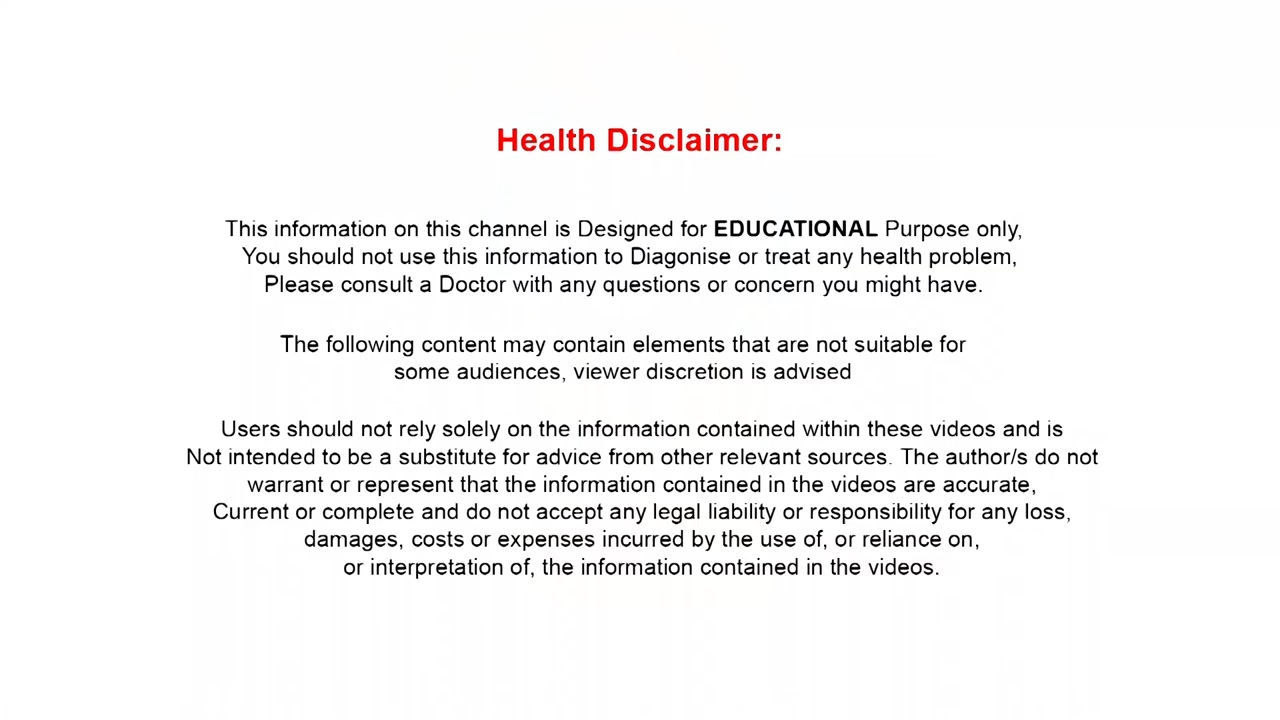 Health Disclaimer:
This information on this channel is Designed for EDUCATIONAL Purpose only,
You should not use this information to Diagonise or treat any health problem,
Please consult a Doctor with any questions or concern you might have.
The following content may contain elements that are not suitable for
some audiences, viewer discretion is advised
Users should not rely solely on the information contained within these videos and is
Not intended to be a substitute for advice from other relevant sources. The author/s do not
warrant or represent that the information contained in the videos are accurate,
Current or complete and do not accept any legal liability or responsibility for any loss,
damages, costs or expenses incurred by the use of, or reliance on,
or interpretation of, the information contained in the videos.